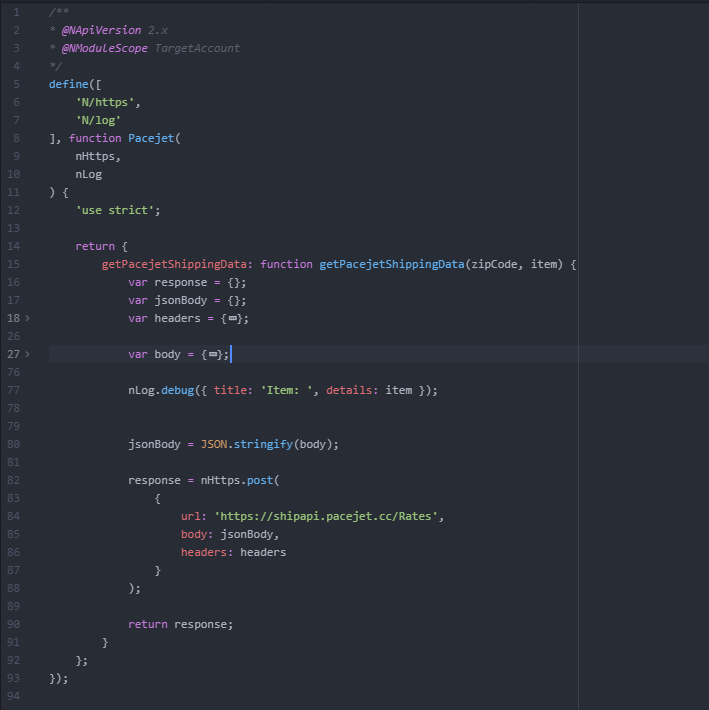 1 /**
2 * @NApiVersion 2.x
3 * @NModuleScope TargetAccount
4 */
5 define([
6 'N/https',
7 'N/log'
8 ], function Pacejet(
9 nHttps,
10 nLog
11 ) {
12 'use strict';
13
14 return {
15 getPacejetShippingData: function getPacejetShippingData(zipCode, item) {
16 var response = {};
17 var jsonBody = {};
18 var headers = {};
26
27 var body = {};
76
77 nLog.debug({ title: 'Item: ', details: item });
78
79
80 jsonBody = JSON.stringify(body);
81
82 response = nHttps.post(
83 {
84 url: 'https://shipapi.pacejet.cc/Rates',
85 body: jsonBody,
86 headers: headers
87 }
88 );
89
90 return response;
91 }
92 };
93 });
94